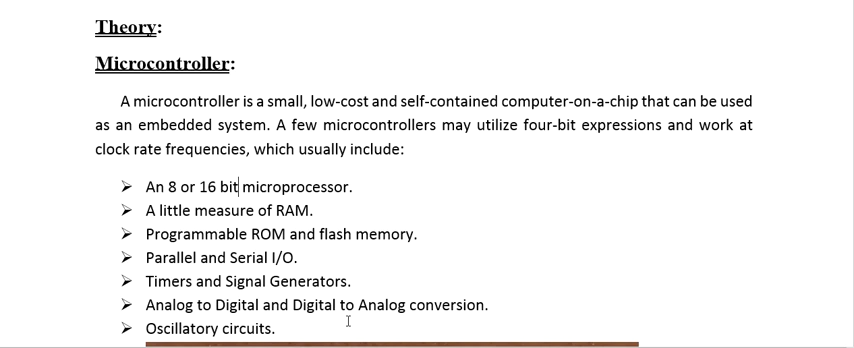 Theory:
Microcontroller:
A microcontroller is a small, low-cost and self-contained computer-on-a-chip that can be used
as an embedded system. A few microcontrollers may utilize four-bit expressions and work at
clock rate frequencies, which usually include:
➢ An 8 or 16 bit microprocessor.
➢ A little measure of RAM.
➢ Programmable ROM and flash memory.
➢ Parallel and Serial I/O.
➢ Timers and Signal Generators.
➢ Analog to Digital and Digital to Analog conversion.
➢ Oscillatory circuits.